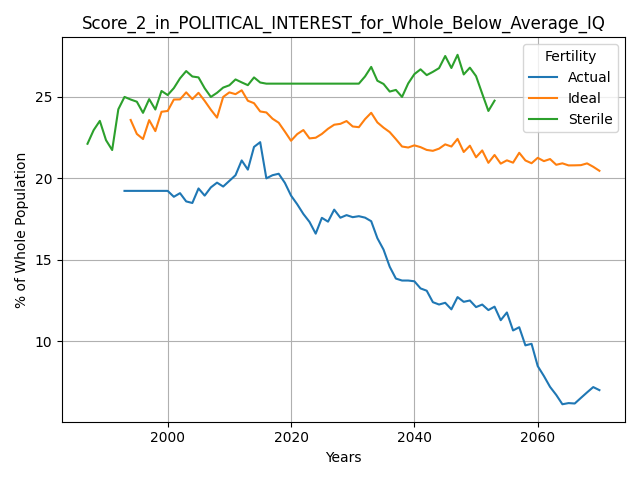 Score_2_in_POLITICAL_INTEREST_for_Whole_Below_Average_IQ
Fertility
Actual
Ideal
Sterile
% of Whole Population
25
20
15
10
2000 2020 2040 2060
Years